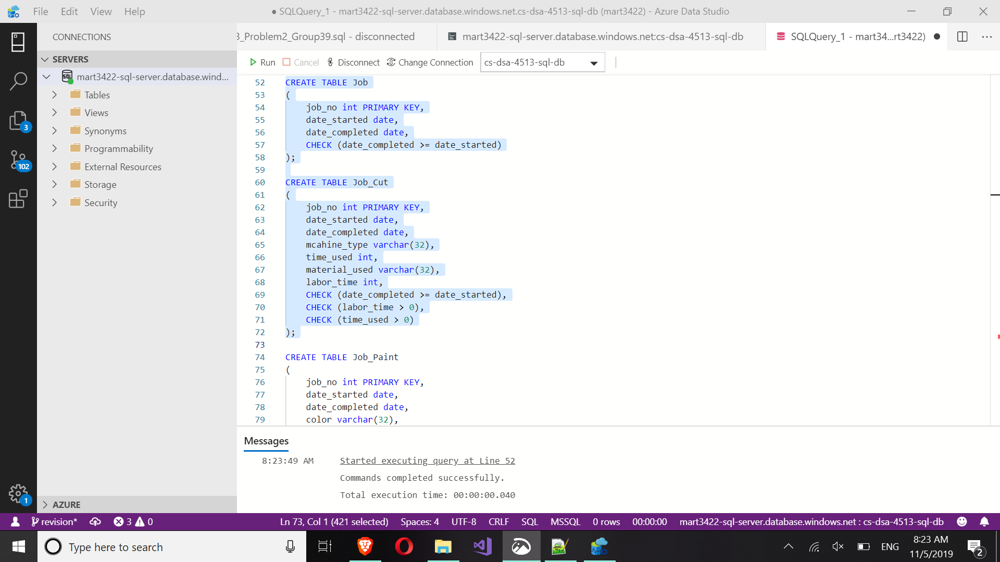 File Edit View Help ● SQLQuery_1 - mart3422-sql-server.database.windows.net.cs-dsa-4513-sql-db (mart3422) - Azure Data Studio
CONNECTIONS
3_Problem2_Group39.sql - disconnected mart3422-sql-server.database.windows.net:cs-dsa-4513-sql-db SQLQuery_1 - mart34...rt3422)
SERVERS
mart3422-sql-server.database.wind...
Tables
Views
Synonyms
Programmability
External Resources
Storage
Security
3
102
1
AZURE
Run Cancel Disconnect Change Connection cs-dsa-4513-sql-db
52 CREATE TABLE Job
53 (
54 job_no int PRIMARY KEY,
55 date_started date,
56 date_completed date,
57 CHECK (date_completed >= date_started)
58 );
59
60 CREATE TABLE Job_Cut
61 (
62 job_no int PRIMARY KEY,
63 date_started date,
64 date_completed date,
65 mcahine_type varchar(32),
66 time_used int,
67 material_used varchar(32),
68 labor_time int,
69 CHECK (date_completed >= date_started),
70 CHECK (labor_time > 0),
71 CHECK (time_used > 0)
72 );
73
74 CREATE TABLE Job_Paint
75 (
76 job_no int PRIMARY KEY,
77 date_started date,
78 date_completed date,
79 color varchar(32),
Messages
8:23:49 AM Started executing query at Line 52
Commands completed successfully.
Total execution time: 00:00:00.040
revision* 3 0 Ln 73, Col 1 (421 selected) Spaces: 4 UTF-8 CRLF SQL MSSQL 0 rows 00:00:00 mart3422-sql-server.database.windows.net : cs-dsa-4513-sql-db
Type here to search ENG 8:23 AM
11/5/2019 2